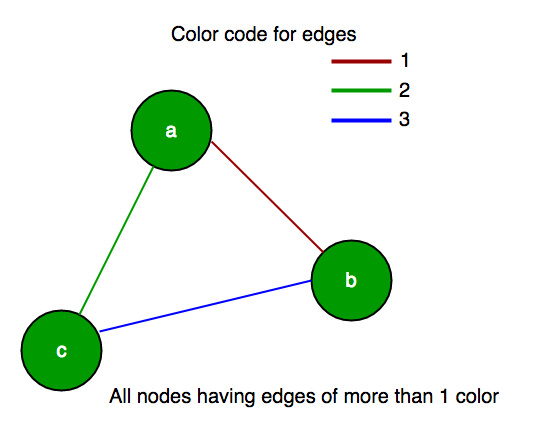 Color code for edges
1
2
3
a
b
c
All nodes having edges of more than 1 color